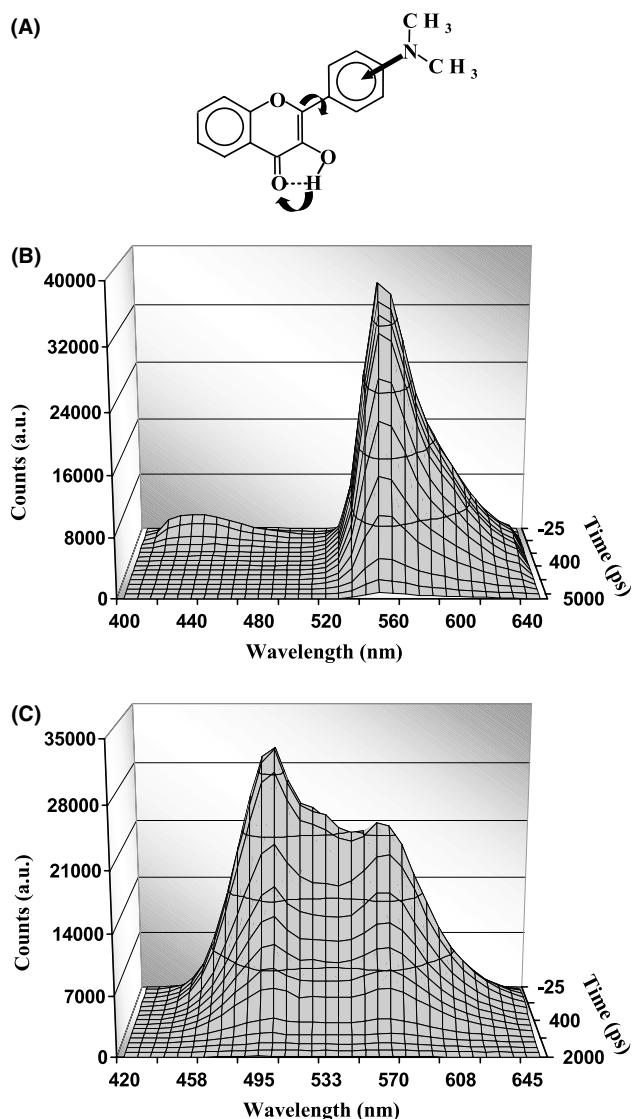 (A)
CH₃
N
CH₃
O
O
O
H
(B)
40000
32000
24000
16000
8000
0
Counts (a.u.)
400 440 480 520 560 600 640
Wavelength (nm)
-25
400
5000
Time (ps)
(C)
35000
28000
21000
14000
7000
0
Counts (a.u.)
420 458 495 533 570 608 645
Wavelength (nm)
-25
400
2000
Time (ps)